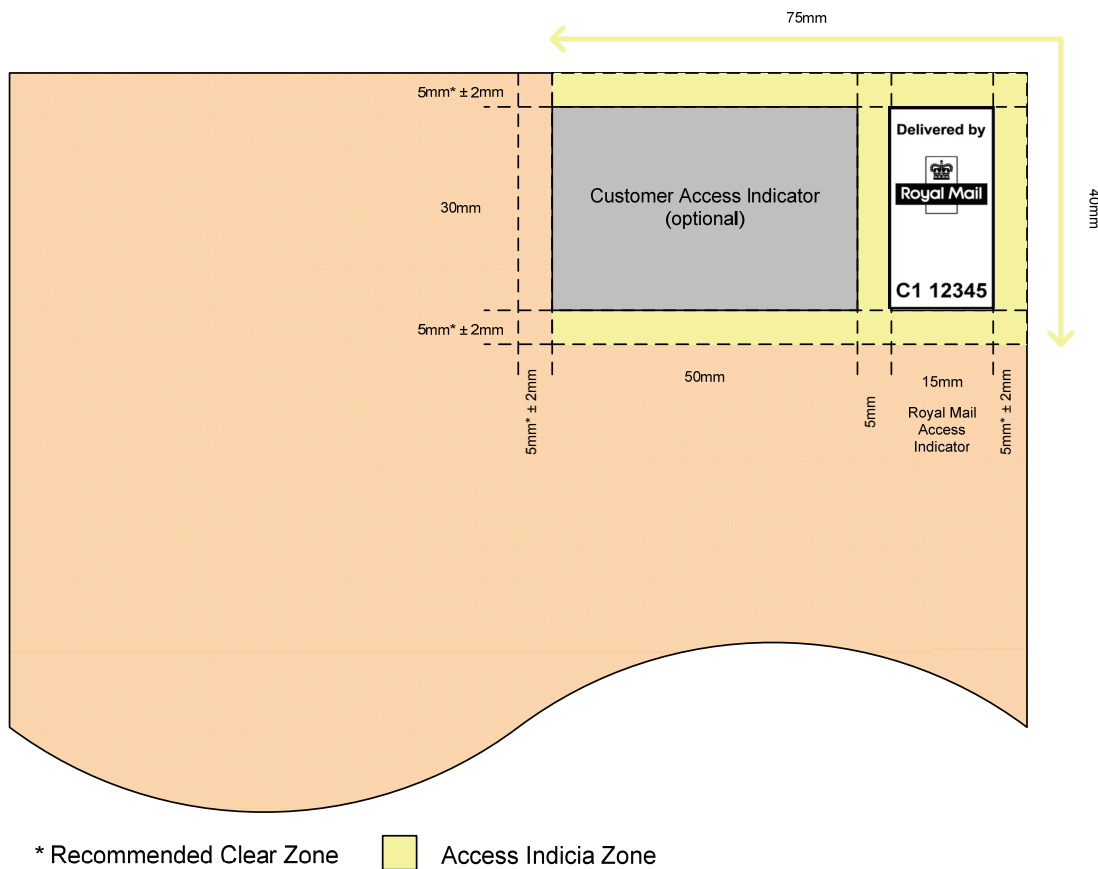 75mm
5mm* ± 2mm
Delivered by
Royal Mail
40mm
Customer Access Indicator
(optional)
30mm
C1 12345
5mm* ± 2mm
5mm* ± 2mm
50mm
5mm
15mm
Royal Mail
Access
Indicator
5mm* ± 2mm
* Recommended Clear Zone
Access Indicia Zone